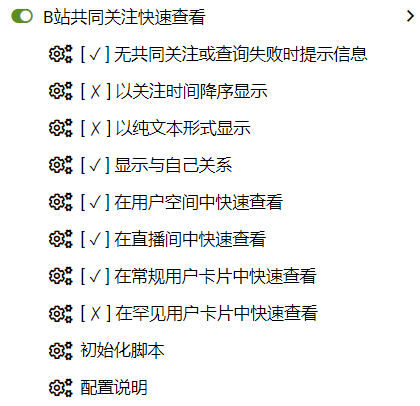 B站共同关注快速查看
[ ✓ ] 无共同关注或查询失败时提示信息
[ ✗ ] 以关注时间降序显示
[ ✗ ] 以纯文本形式显示
[ ✓ ] 显示与自己关系
[ ✓ ] 在用户空间中快速查看
[ ✓ ] 在直播间中快速查看
[ ✓ ] 在常规用户卡片中快速查看
[ ✗ ] 在罕见用户卡片中快速查看
初始化脚本
配置说明